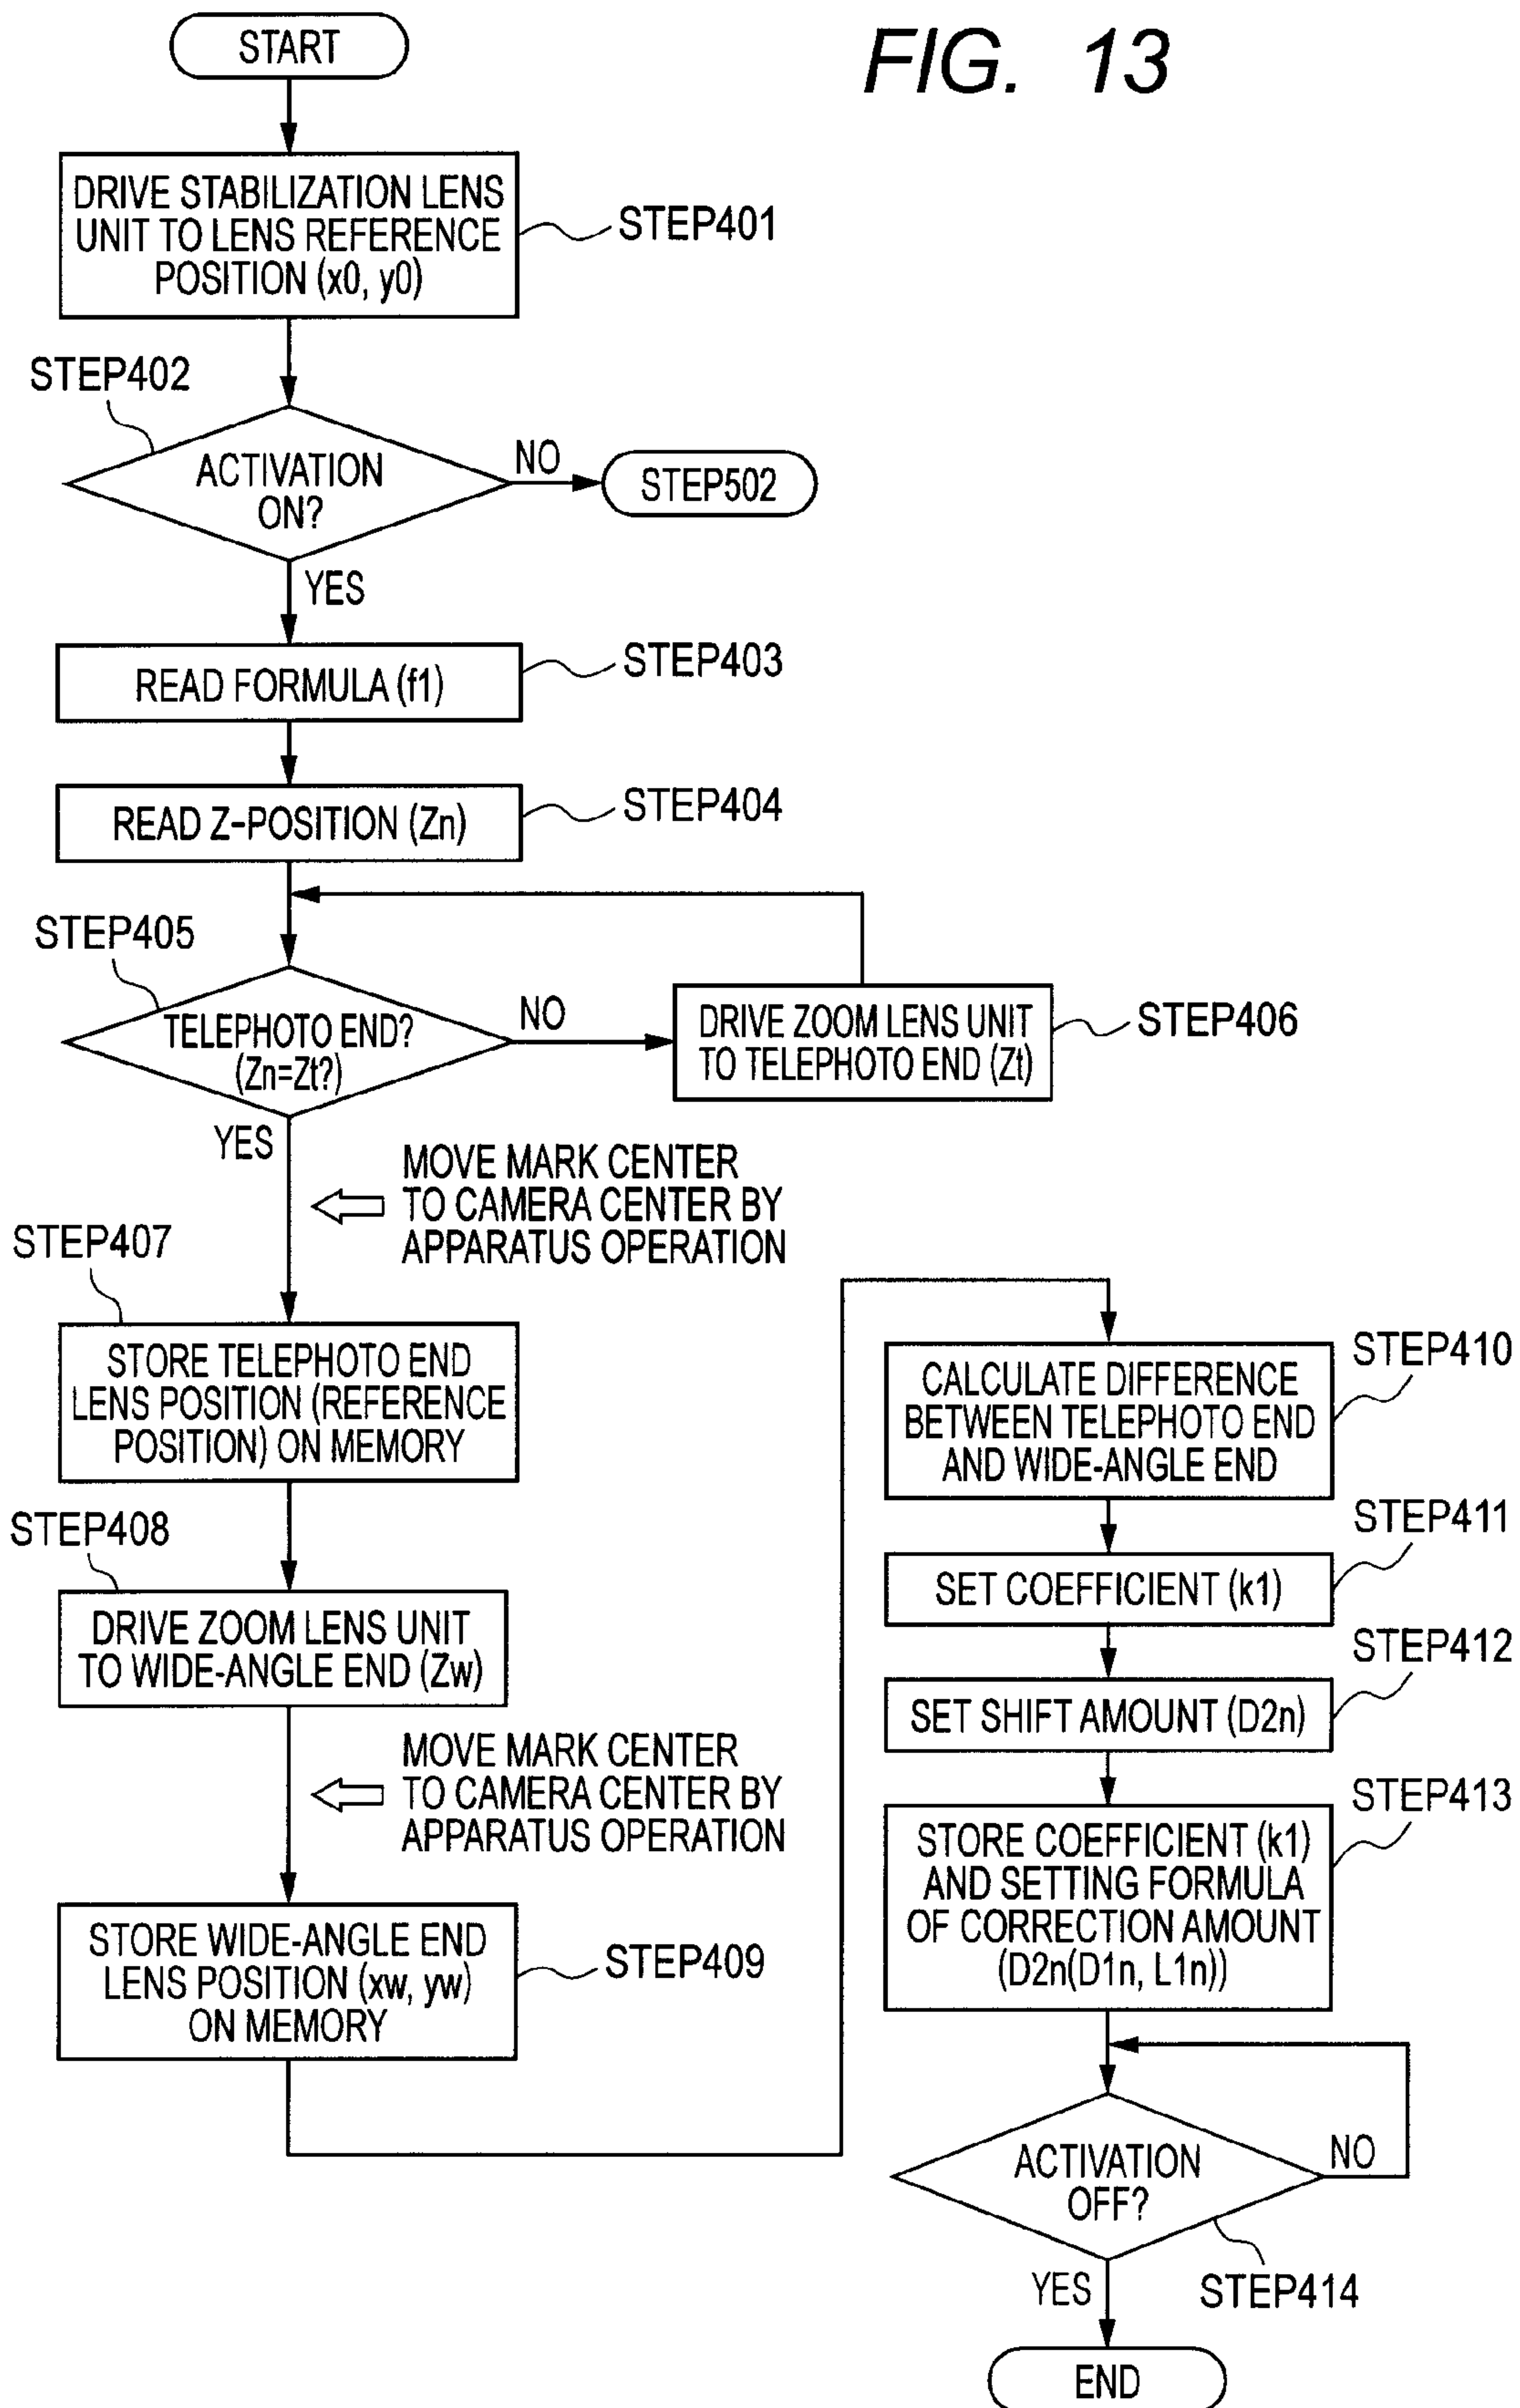 FIG. 13
START
DRIVE STABILIZATION LENS
UNIT TO LENS REFERENCE
POSITION (x0, y0)
STEP401
STEP402
ACTIVATION
ON?
NO
STEP502
YES
READ FORMULA (f1)
STEP403
READ Z-POSITION (Zn)
STEP404
STEP405
TELEPHOTO END?
(Zn=Zt?)
NO
DRIVE ZOOM LENS UNIT
TO TELEPHOTO END (Zt)
STEP406
YES
MOVE MARK CENTER
TO CAMERA CENTER BY
APPARATUS OPERATION
STEP407
STORE TELEPHOTO END
LENS POSITION (REFERENCE
POSITION) ON MEMORY
STEP408
DRIVE ZOOM LENS UNIT
TO WIDE-ANGLE END (Zw)
MOVE MARK CENTER
TO CAMERA CENTER BY
APPARATUS OPERATION
STORE WIDE-ANGLE END
LENS POSITION (xw, yw)
ON MEMORY
STEP409
CALCULATE DIFFERENCE
BETWEEN TELEPHOTO END
AND WIDE-ANGLE END
STEP410
STEP411
SET COEFFICIENT (k1)
STEP412
SET SHIFT AMOUNT (D2n)
STEP413
STORE COEFFICIENT (k1)
AND SETTING FORMULA
OF CORRECTION AMOUNT
(D2n(D1n, L1n))
ACTIVATION
OFF?
NO
YES
STEP414
END